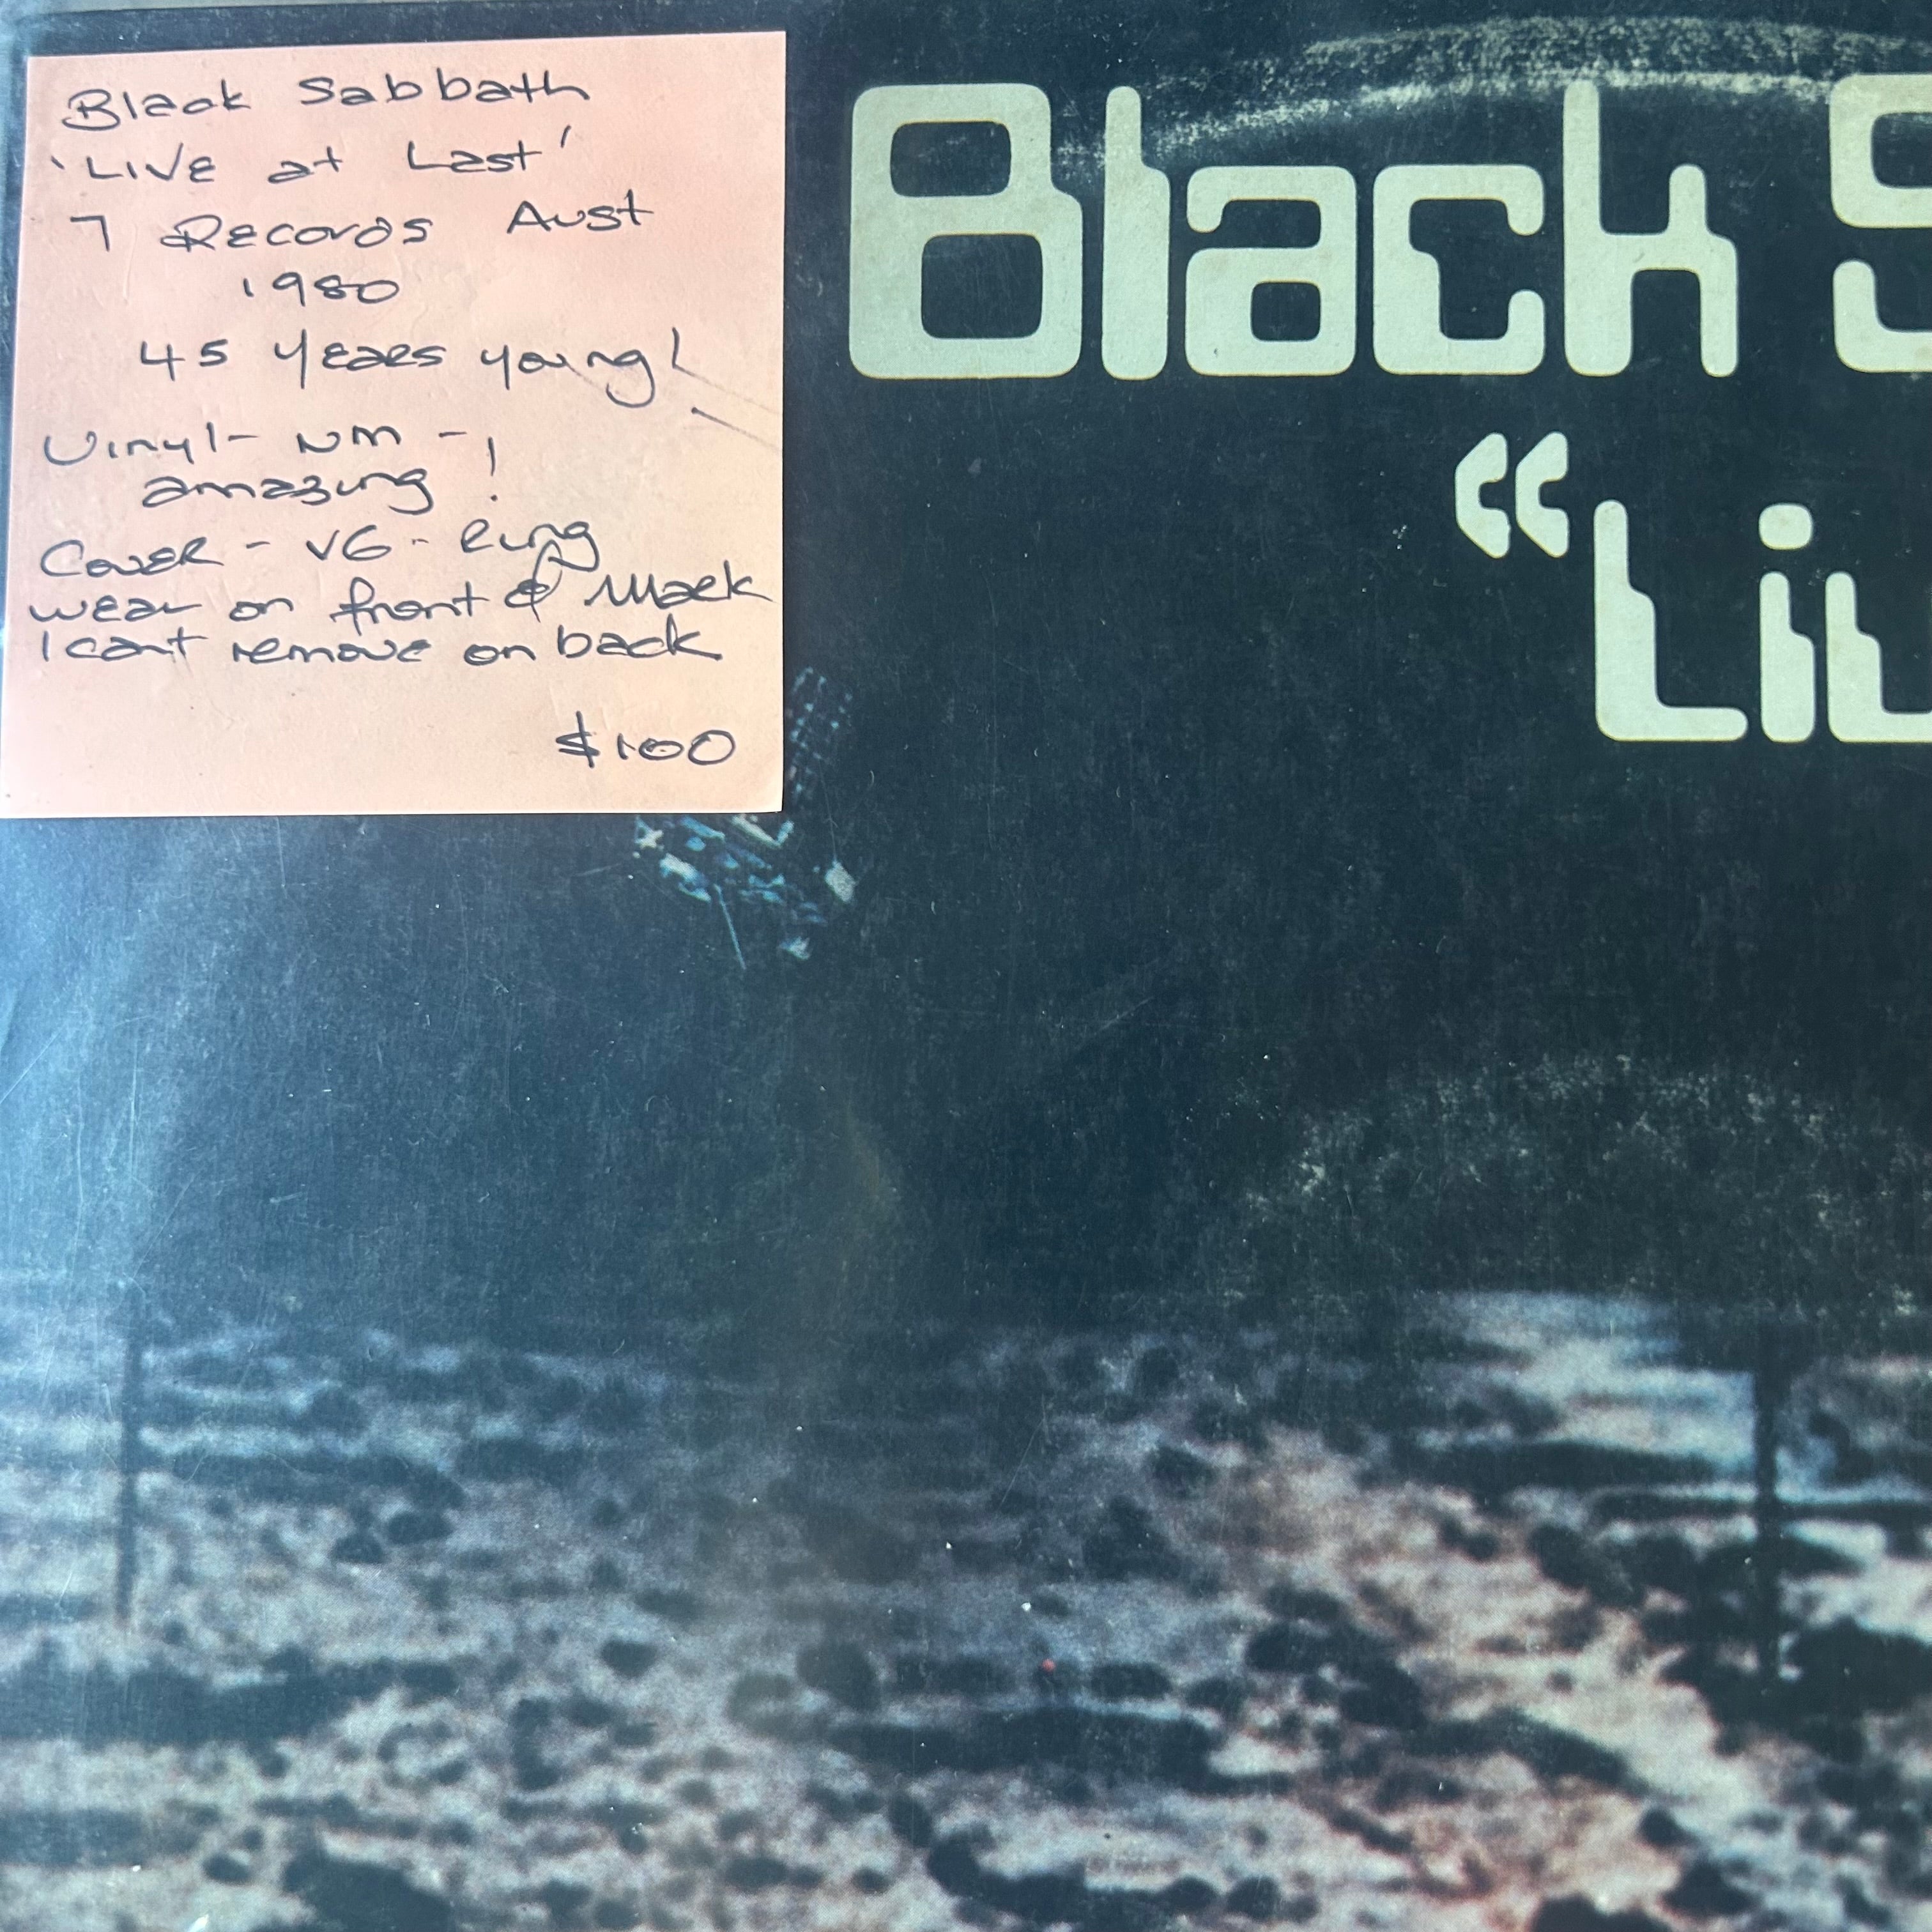 Black Sabbath
'LIVE at Last'
7 Records Aust
1980
45 Years young!
Vinyl - NM -
amazing!
Cover - VG - Ring
wear on front & Mark
I cant remove on back
$100
Black S
“Liv